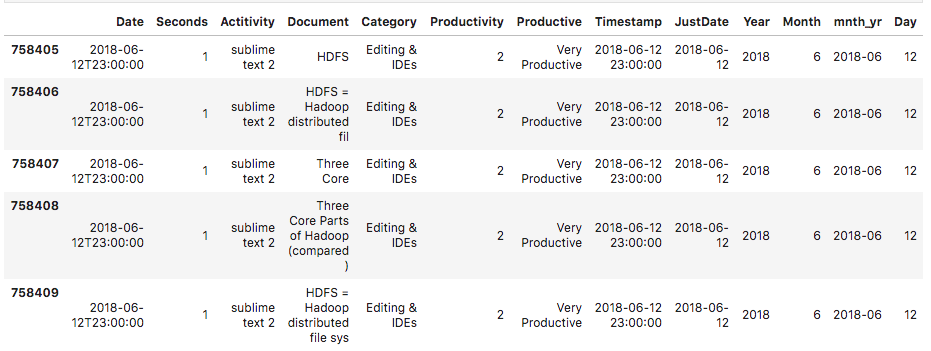 Date Seconds Actitivity Document Category Productivity Productive Timestamp JustDate Year Month mnth_yr Day
758405 2018-06-12T23:00:00 1 sublime text 2 HDFS Editing & IDEs 2 Very Productive 2018-06-12 23:00:00 2018-06-12 2018 6 2018-06 12
758406 2018-06-12T23:00:00 1 sublime text 2 HDFS = Hadoop distributed fil Editing & IDEs 2 Very Productive 2018-06-12 23:00:00 2018-06-12 2018 6 2018-06 12
758407 2018-06-12T23:00:00 1 sublime text 2 Three Core Editing & IDEs 2 Very Productive 2018-06-12 23:00:00 2018-06-12 2018 6 2018-06 12
758408 2018-06-12T23:00:00 1 sublime text 2 Three Core Parts of Hadoop (compared ) Editing & IDEs 2 Very Productive 2018-06-12 23:00:00 2018-06-12 2018 6 2018-06 12
758409 2018-06-12T23:00:00 1 sublime text 2 HDFS = Hadoop distributed file sys Editing & IDEs 2 Very Productive 2018-06-12 23:00:00 2018-06-12 2018 6 2018-06 12